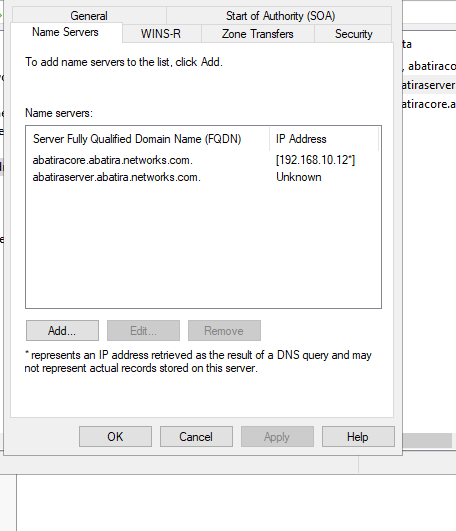 General
Start of Authority (SOA)
Name Servers
WINS-R
Zone Transfers
Security
ta
To add name servers to the list, click Add.
, abatiraco
abatiraserver
Name servers:
abatiracore.a
Server Fully Qualified Domain Name (FQDN)
IP Address
abatiracore.abatira.networks.com.
[192.168.10.12*]
abatiraserver.abatira.networks.com.
Unknown
Add...
Edit...
Remove
* represents an IP address retrieved as the result of a DNS query and may
not represent actual records stored on this server.
OK
Cancel
Apply
Help